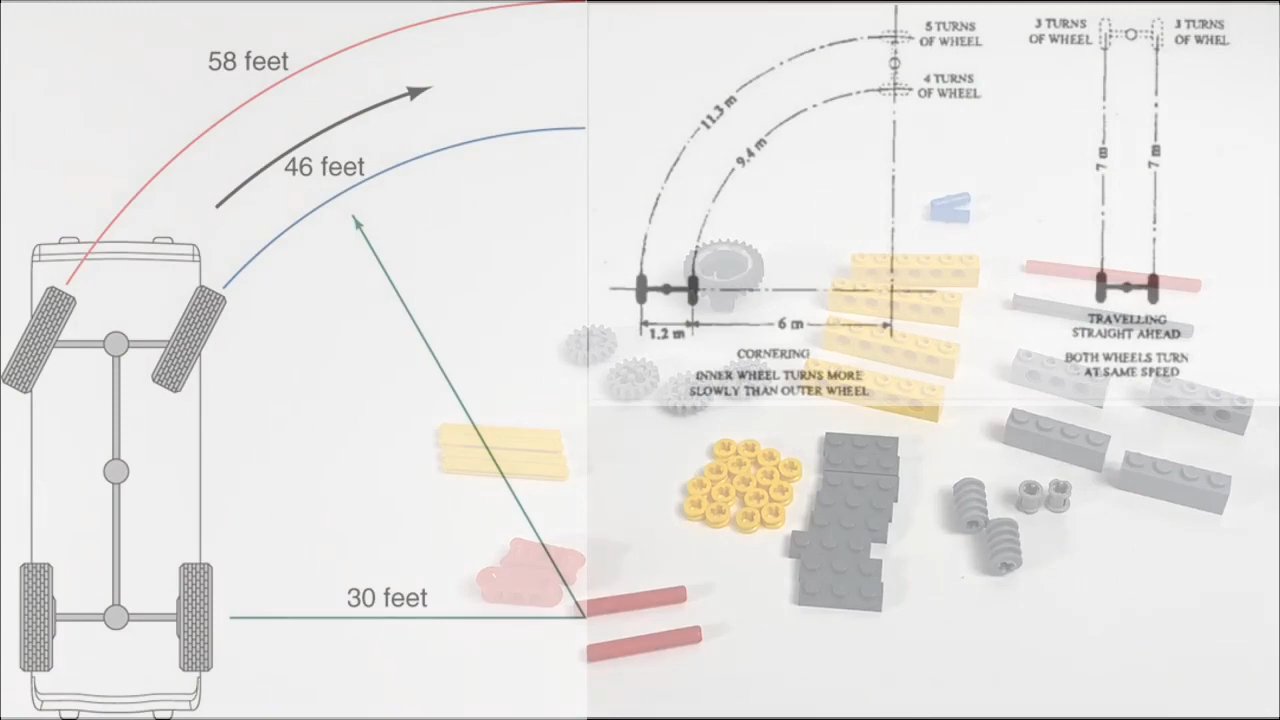 58 feet
46 feet
30 feet
5 TURNS
OF WHEEL
4 TURNS
OF WHEEL
11.3 m
9.4 m
1.2 m
6 m
CORNERING
INNER WHEEL TURNS MORE
SLOWLY THAN OUTER WHEEL
3 TURNS
OF WHEEL
3 TURNS
OF WHEL
7 m
7 m
TRAVELLING
STRAIGHT AHEAD
BOTH WHEELS TURN
AT SAME SPEED